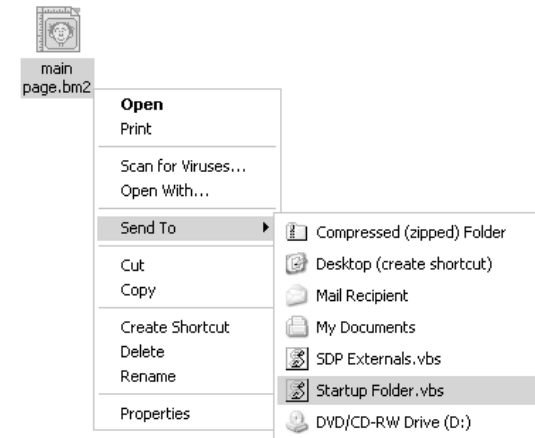 main
page.bm2
Open
Print
Scan for Viruses...
Open With...
Send To
Cut
Copy
Create Shortcut
Delete
Rename
Properties
Compressed (zipped) Folder
Desktop (create shortcut)
Mail Recipient
My Documents
SDP Externals.vbs
Startup Folder.vbs
DVD/CD-RW Drive (D:)